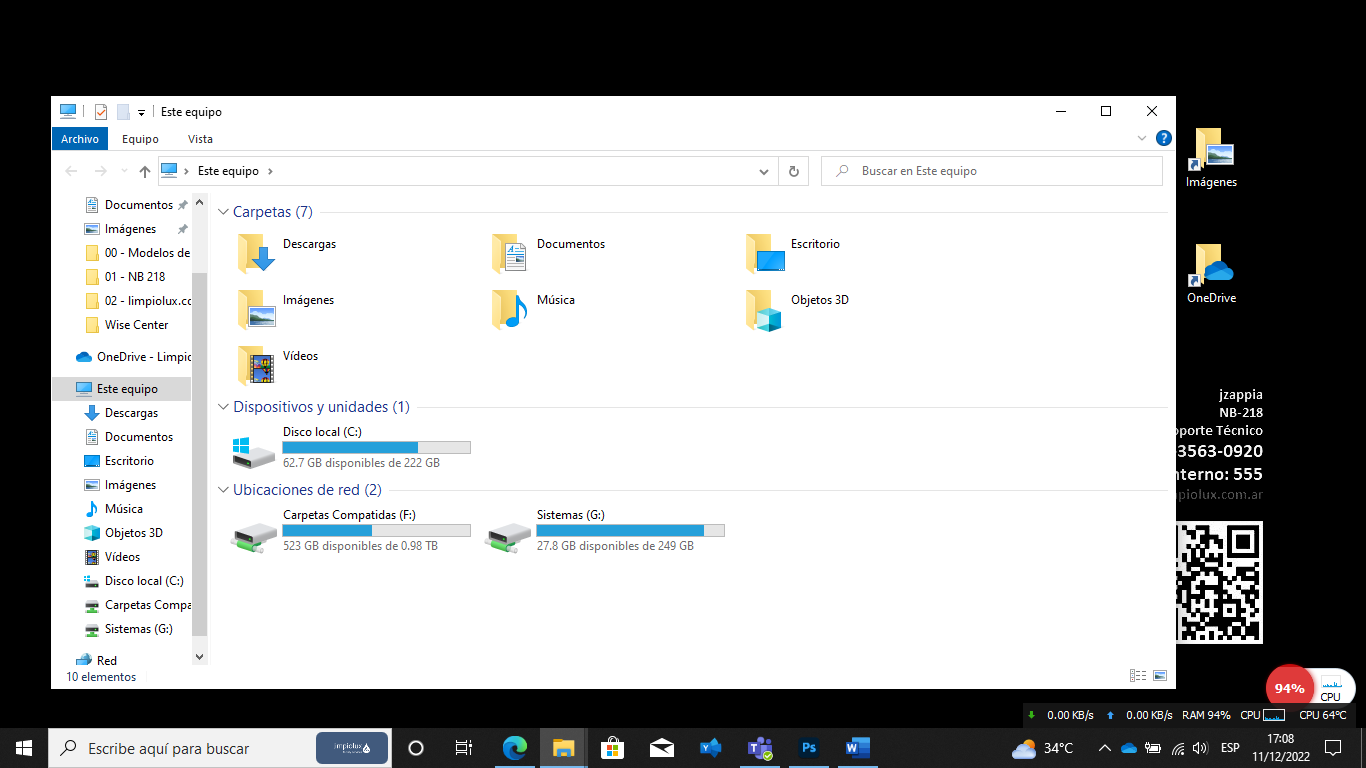 Este equipo
Archivo
Equipo
Vista
Este equipo
Buscar en Este equipo
Documentos
Imágenes
00 - Modelos de
01 - NB 218
02 - limpiolux.co
Wise Center
OneDrive - Limpio
Este equipo
Descargas
Documentos
Escritorio
Imágenes
Música
Objetos 3D
Vídeos
Disco local (C:)
Carpetas Compa
Sistemas (G:)
Red
Carpetas (7)
Descargas
Documentos
Escritorio
Imágenes
Música
Objetos 3D
Vídeos
Dispositivos y unidades (1)
Disco local (C:)
62.7 GB disponibles de 222 GB
Ubicaciones de red (2)
Carpetas Compatidas (F:)
523 GB disponibles de 0.98 TB
Sistemas (G:)
27.8 GB disponibles de 249 GB
10 elementos
Imágenes
OneDrive
jzappia
NB-218
oporte Técnico
-3563-0920
nterno: 555
npiolux.com.ar
94%
CPU
0.00 KB/s 0.00 KB/s RAM 94% CPU CPU 64ºC
Escribe aquí para buscar
limpiolux
34°C
ESP
17:08
11/12/2022